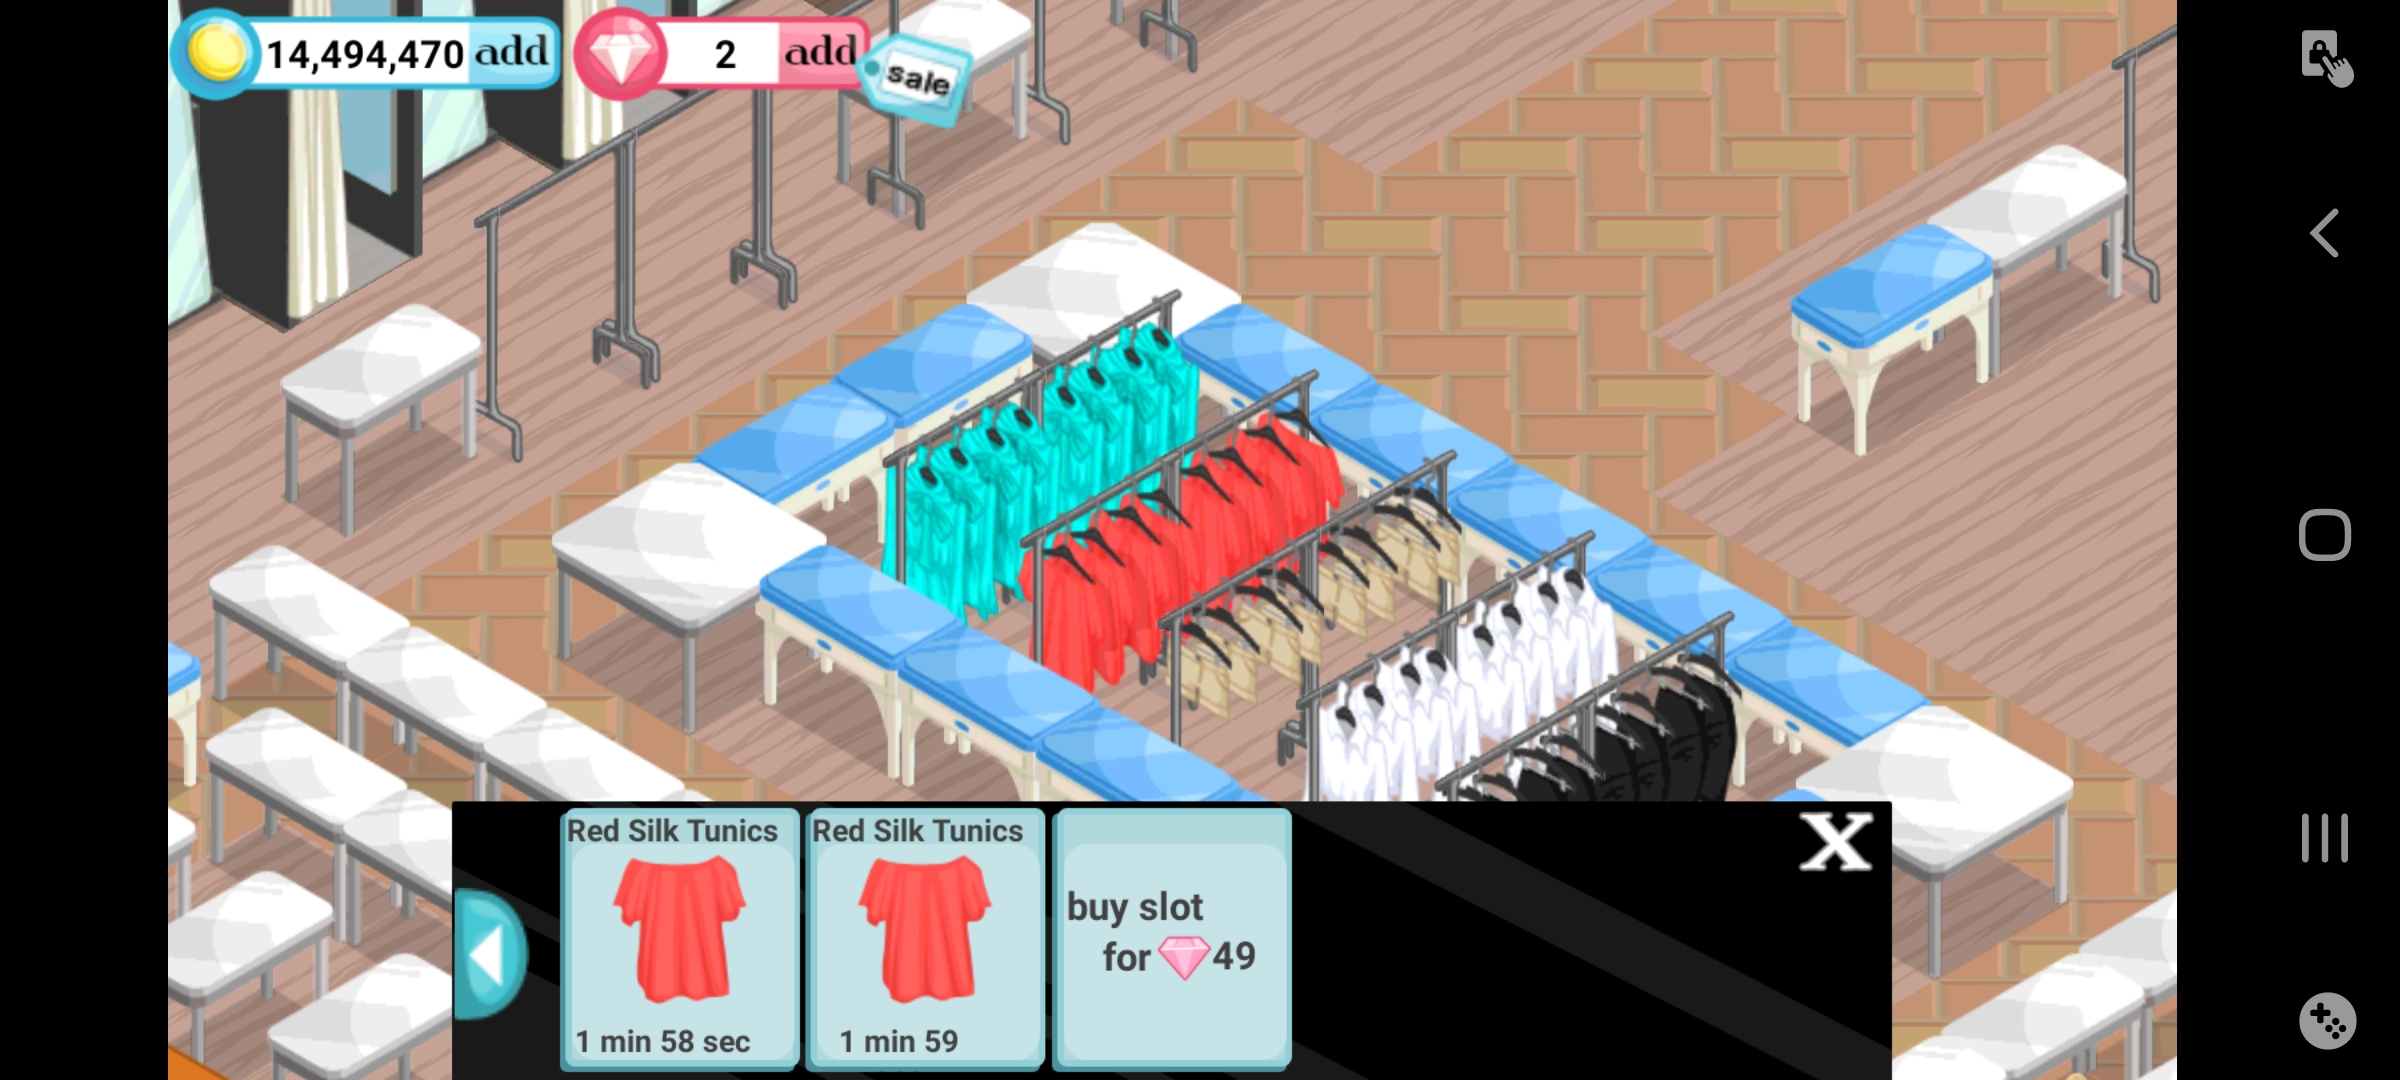 14,494,470 add
2 add
sale
Red Silk Tunics
1 min 58 sec
Red Silk Tunics
1 min 59
buy slot
for 49
X